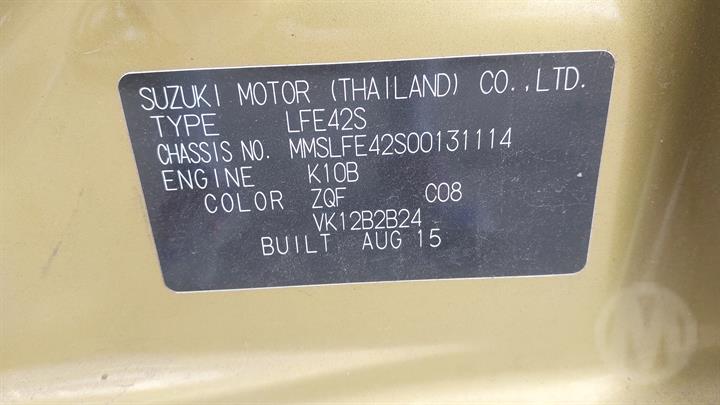 SUZUKI MOTOR (THAILAND) CO.,LTD.
TYPE LFE42S
CHASSIS NO. MMSLFE42S00131114
ENGINE K10B
COLOR ZQF C08
VK12B2B24
BUILT AUG 15
M